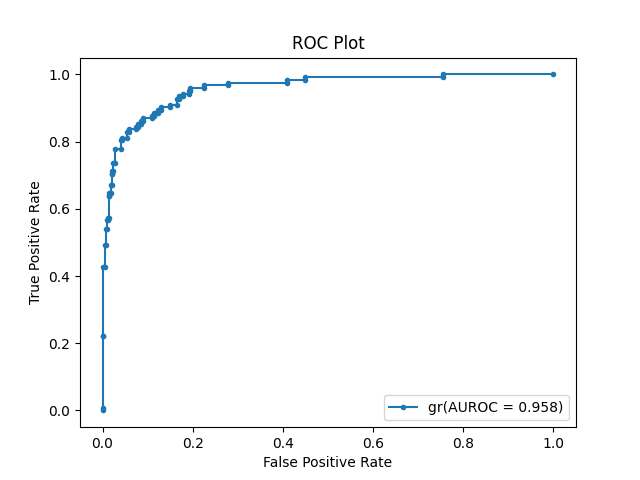 ROC Plot
True Positive Rate
1.0
0.8
0.6
0.4
0.2
0.0
gr(AUROC = 0.958)
0.0 0.2 0.4 0.6 0.8 1.0
False Positive Rate